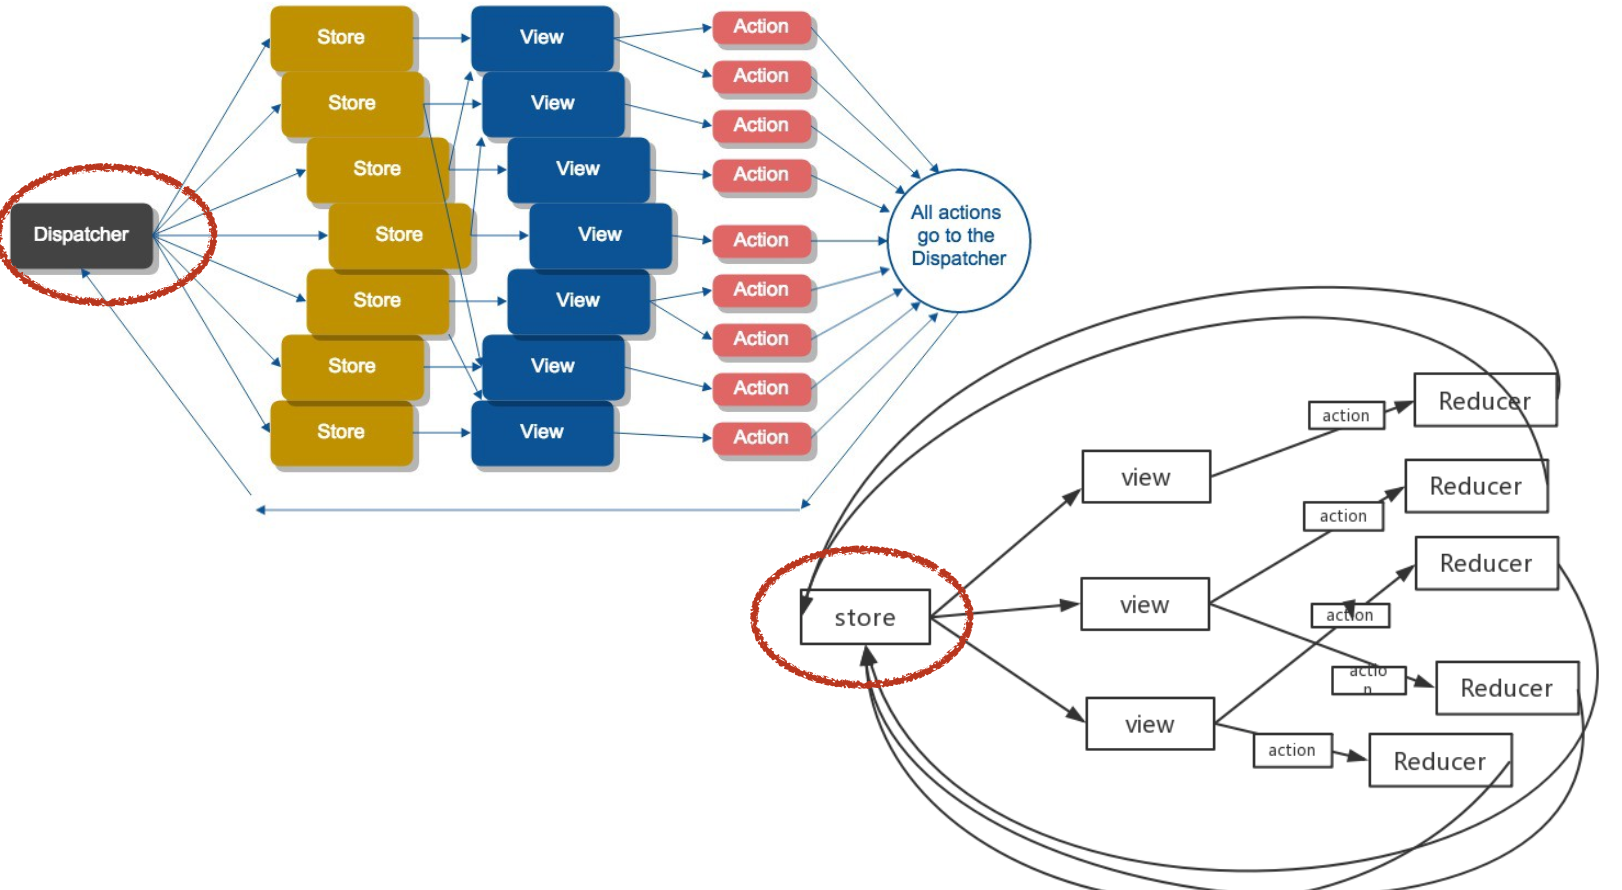 Store
View
Action
Action
Store
View
Action
Store
View
Action
Dispatcher
Store
View
Action
All actions
go to the
Dispatcher
Store
View
Action
Action
Store
View
Action
Store
View
Action
action
Reducer
view
action
Reducer
Reducer
store
view
action
actio
n
Reducer
view
action
Reducer